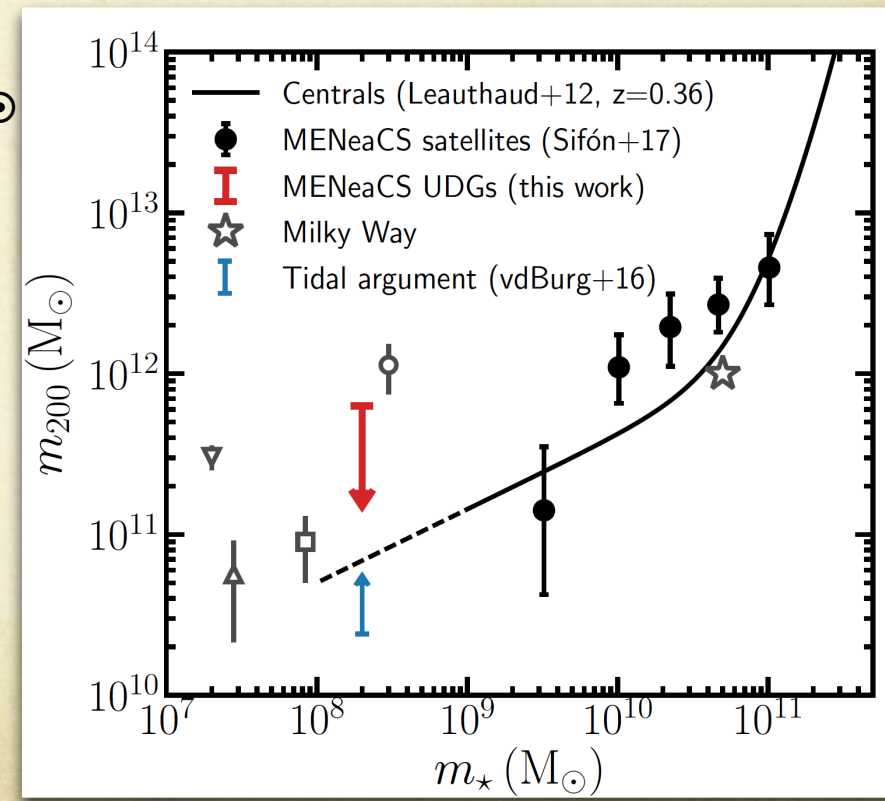 ⊙
10^14
10^13
10^12
10^11
10^10
m_200 (M_⊙)
Centrals (Leauthaud+12, z=0.36)
MENeaCS satellites (Sifón+17)
MENeaCS UDGs (this work)
Milky Way
Tidal argument (vdBurg+16)
10^7 10^8 10^9 10^10 10^11
m_⋆ (M_⊙)